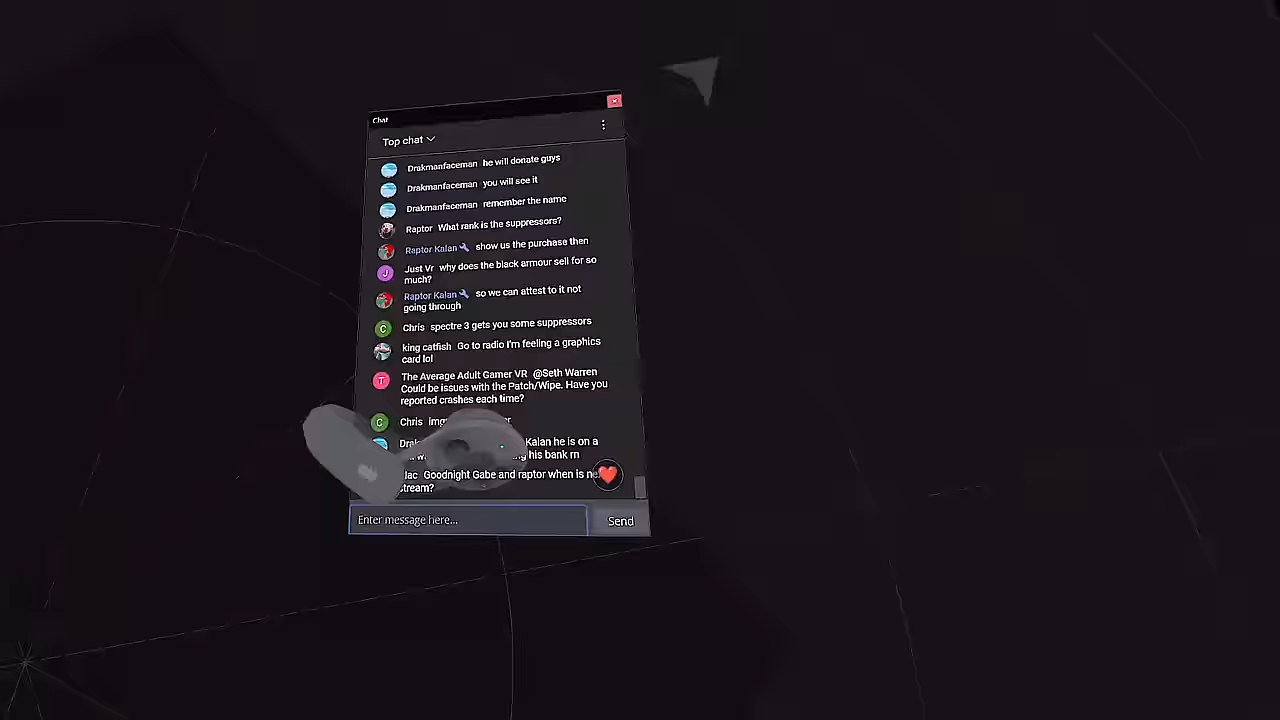 Chat
Top chat
Drakmanfaceman he will donate guys
Drakmanfaceman you will see it
Drakmanfaceman remember the name
Raptor What rank is the suppressors?
Raptor Kalan show us the purchase then
J Just Vr why does the black armour sell for so
much?
Raptor Kalan so we can attest to it not
going through
C Chris spectre 3 gets you some suppressors
king catfish Go to radio I'm feeling a graphics
card lol
T The Average Adult Gamer VR @Seth Warren
Could be issues with the Patch/Wipe. Have you
reported crashes each time?
C Chris
Kalan he is on a
his bank rn
Goodnight Gabe and raptor when is
stream?
Enter message here... Send